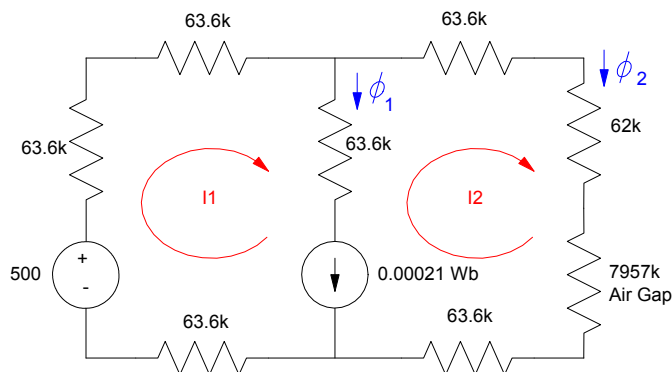 63.6k
63.6k
ϕ1
ϕ2
63.6k
63.6k
62k
I1
I2
500
+
-
0.00021 Wb
7957k
Air Gap
63.6k
63.6k